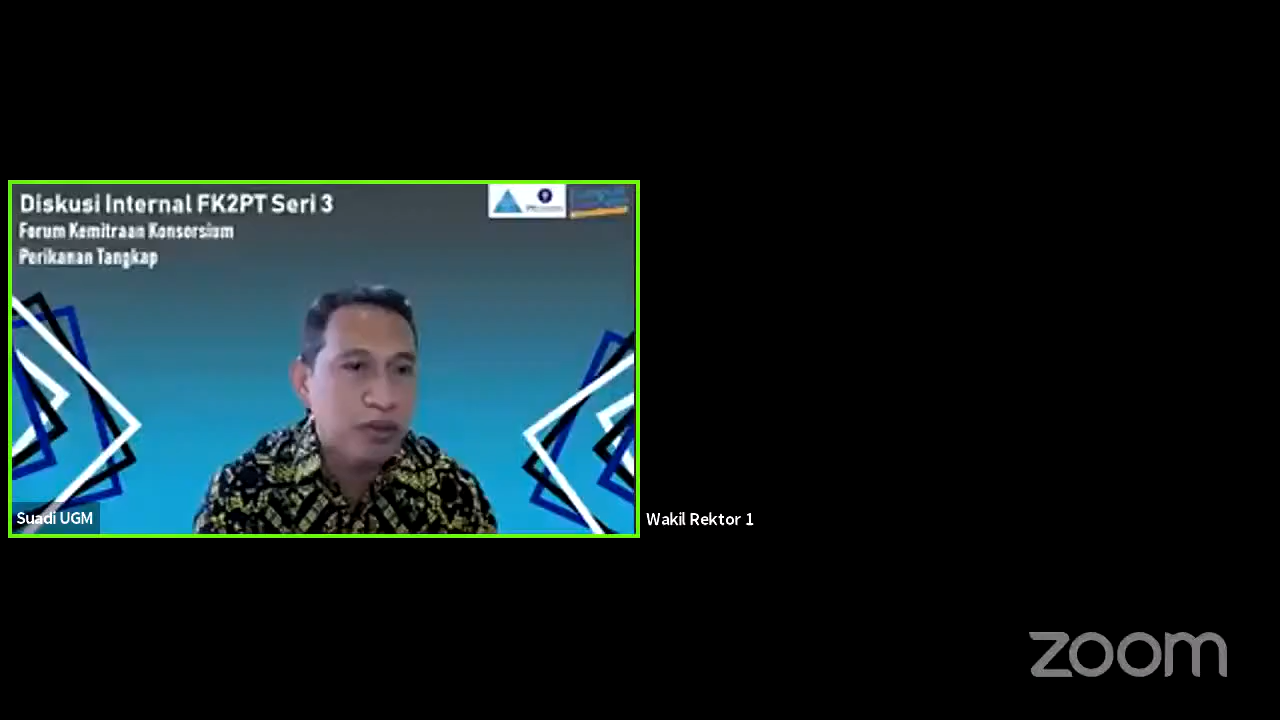 Diskusi Internal FK2PT Seri 3
Forum Kemitraan Konsorsium
Perikanan Tangkap
Suadi UGM
Wakil Rektor 1
zoom